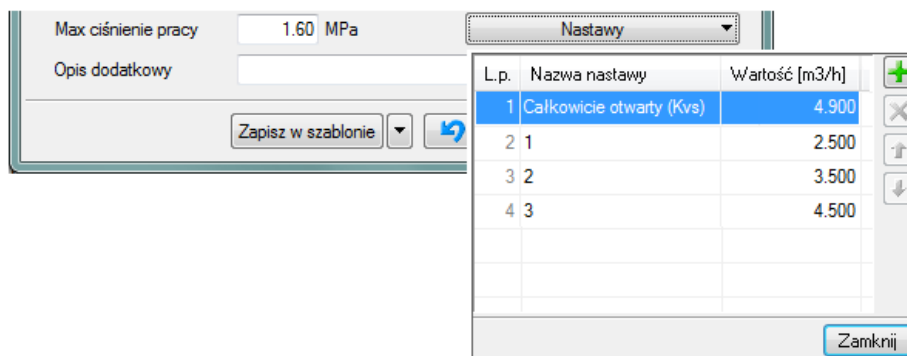 Max ciśnienie pracy 1.60 MPa Nastawy
Opis dodatkowy
Zapisz w szablonie
L.p. Nazwa nastawy Wartość [m3/h]
1 Całkowicie otwarty (Kvs) 4.900
2 1 2.500
3 2 3.500
4 3 4.500
Zamknij